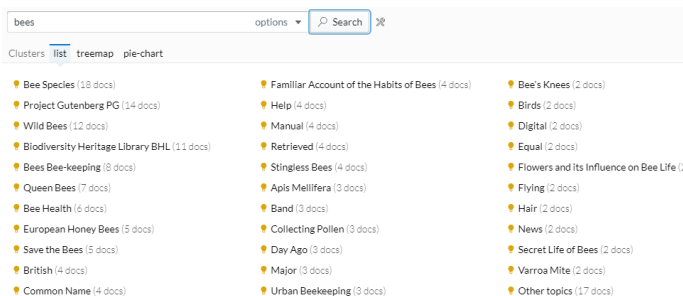 bees options Search
Clusters list treemap pie-chart
Bee Species (18 docs)
Project Gutenberg PG (14 docs)
Wild Bees (12 docs)
Biodiversity Heritage Library BHL (11 docs)
Bees Bee-keeping (8 docs)
Queen Bees (7 docs)
Bee Health (6 docs)
European Honey Bees (5 docs)
Save the Bees (5 docs)
British (4 docs)
Common Name (4 docs)
Familiar Account of the Habits of Bees (4 docs)
Help (4 docs)
Manual (4 docs)
Retrieved (4 docs)
Stingless Bees (4 docs)
Apis Mellifera (3 docs)
Band (3 docs)
Collecting Pollen (3 docs)
Day Ago (3 docs)
Major (3 docs)
Urban Beekeeping (3 docs)
Bee's Knees (2 docs)
Birds (2 docs)
Digital (2 docs)
Equal (2 docs)
Flowers and its Influence on Bee Life (2
Flying (2 docs)
Hair (2 docs)
News (2 docs)
Secret Life of Bees (2 docs)
Varroa Mite (2 docs)
Other topics (17 docs)